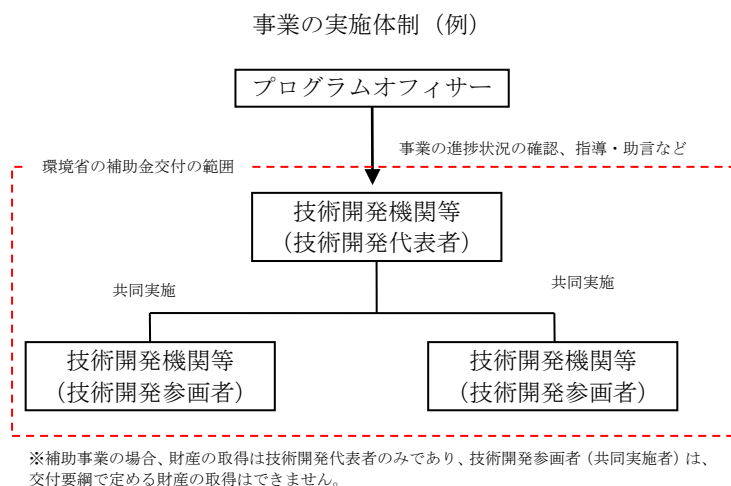 事業の実施体制（例）
プログラムオフィサー
事業の進捗状況の確認、指導・助言など
環境省の補助金交付の範囲
技術開発機関等
（技術開発代表者）
共同実施
共同実施
技術開発機関等
（技術開発参画者）
技術開発機関等
（技術開発参画者）
※補助事業の場合、財産の取得は技術開発代表者のみであり、技術開発参画者（共同実施者）は、
交付要綱で定める財産の取得はできません。